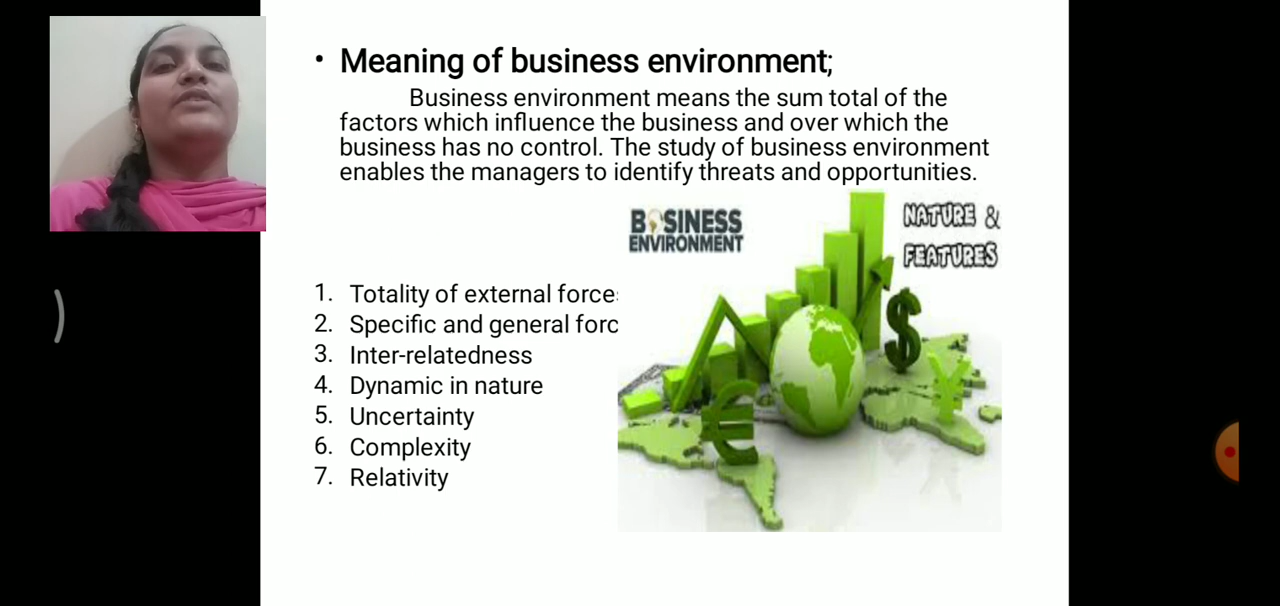 • Meaning of business environment;
Business environment means the sum total of the
factors which influence the business and over which the
business has no control. The study of business environment
enables the managers to identify threats and opportunities.
BUSINESS
ENVIRONMENT
NATURE &
FEATURES
1. Totality of external force
2. Specific and general forc
3. Inter-relatedness
4. Dynamic in nature
5. Uncertainty
6. Complexity
7. Relativity